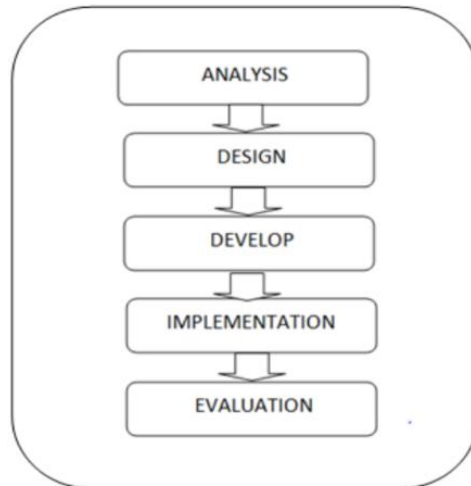 ANALYSIS
DESIGN
DEVELOP
IMPLEMENTATION
EVALUATION